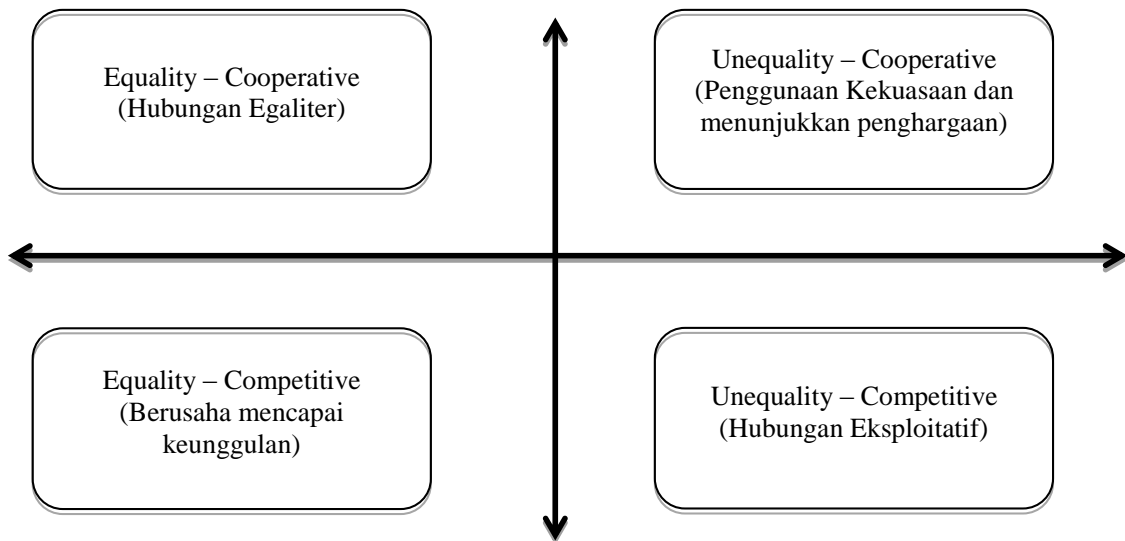 Equality – Cooperative
(Hubungan Egaliter)
Unequality – Cooperative
(Penggunaan Kekuasaan dan
menunjukkan penghargaan)
Equality – Competitive
(Berusaha mencapai
keunggulan)
Unequality – Competitive
(Hubungan Eksploitatif)